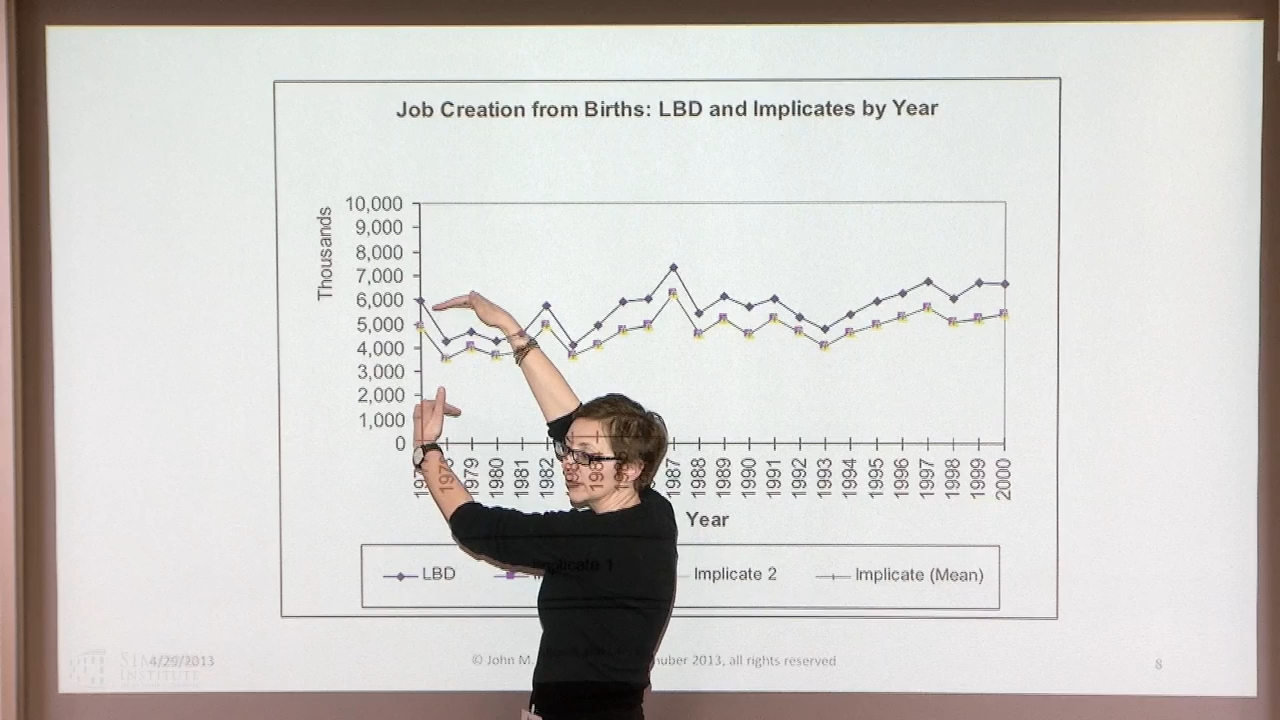 Job Creation from Births: LBD and Implicates by Year
Thousands
10,000
9,000
8,000
7,000
6,000
5,000
4,000
3,000
2,000
1,000
0
1979 1980 1981 1982 1987 1988 1989 1990 1991 1992 1993 1994 1995 1996 1997 1998 1999 2000
Year
LBD Implicate 1 Implicate 2 Implicate (Mean)
4/29/2013 © John M. 2013, all rights reserved 8
INSTITUTE